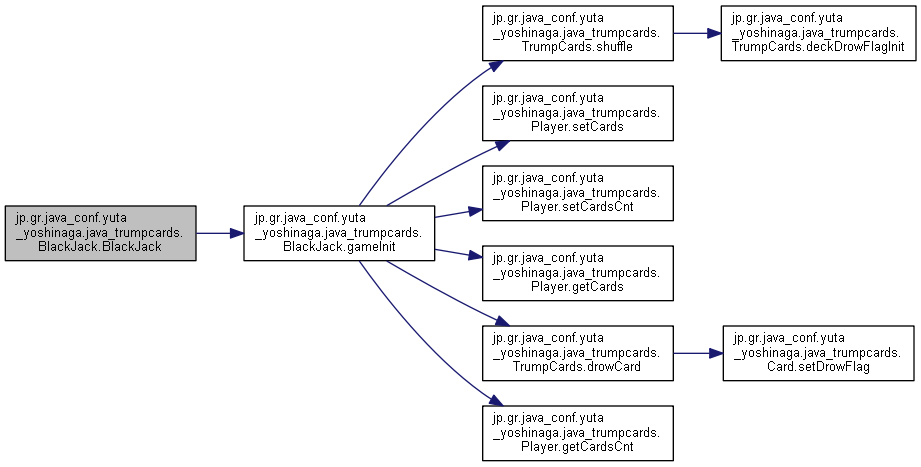 jp.gr.java_conf.yuta
_yoshinaga.java_trumpcards.
BlackJack.BlackJack
jp.gr.java_conf.yuta
_yoshinaga.java_trumpcards.
BlackJack.gameInit
jp.gr.java_conf.yuta
_yoshinaga.java_trumpcards.
TrumpCards.shuffle
jp.gr.java_conf.yuta
_yoshinaga.java_trumpcards.
TrumpCards.deckDrowFlagInit
jp.gr.java_conf.yuta
_yoshinaga.java_trumpcards.
Player.setCards
jp.gr.java_conf.yuta
_yoshinaga.java_trumpcards.
Player.setCardsCnt
jp.gr.java_conf.yuta
_yoshinaga.java_trumpcards.
Player.getCards
jp.gr.java_conf.yuta
_yoshinaga.java_trumpcards.
TrumpCards.drowCard
jp.gr.java_conf.yuta
_yoshinaga.java_trumpcards.
Card.setDrowFlag
jp.gr.java_conf.yuta
_yoshinaga.java_trumpcards.
Player.getCardsCnt